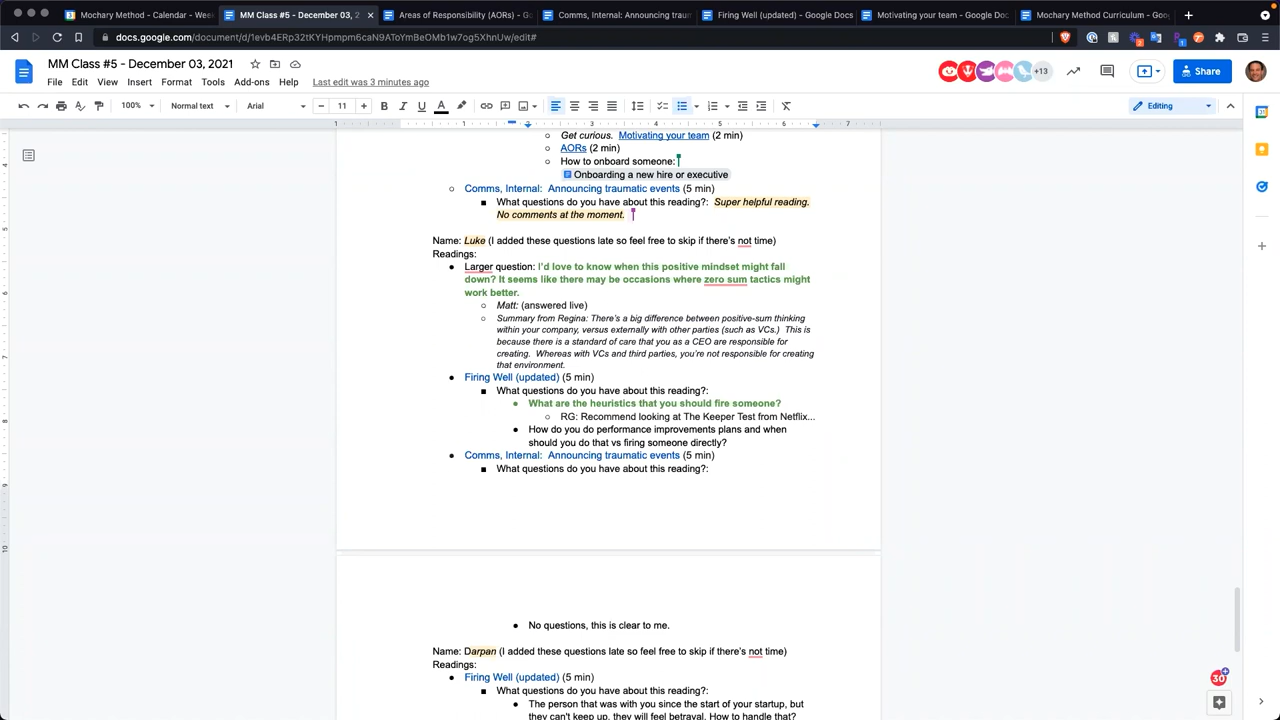 Mochary Method - Calendar - Week
MM Class #5 - December 03, 2
Areas of Responsibility (AORs) - G
Comms, Internal: Announcing traum
Firing Well (updated) - Google Docs
Motivating your team - Google Doc
Mochary Method Curriculum - Goog
docs.google.com/document/d/1evb4ERp32tKYHpmpm6caN9AToYmBeOMb1w7og5XhnUw/edit#
MM Class #5 - December 03, 2021
File Edit View Insert Format Tools Add-ons Help Last edit was 3 minutes ago
+13
Share
100% Normal text Arial 11 Editing
1 1 2 3 4 5 6 7
Get curious. Motivating your team (2 min)
AORs (2 min)
How to onboard someone:
Onboarding a new hire or executive
Comms, Internal: Announcing traumatic events (5 min)
What questions do you have about this reading?: Super helpful reading.
No comments at the moment.
Name: Luke (I added these questions late so feel free to skip if there's not time)
Readings:
Larger question: I'd love to know when this positive mindset might fall
down? It seems like there may be occasions where zero sum tactics might
work better.
Matt: (answered live)
Summary from Regina: There's a big difference between positive-sum thinking
within your company, versus externally with other parties (such as VCs.) This is
because there is a standard of care that you as a CEO are responsible for
creating. Whereas with VCs and third parties, you're not responsible for creating
that environment.
Firing Well (updated) (5 min)
What questions do you have about this reading?:
What are the heuristics that you should fire someone?
RG: Recommend looking at The Keeper Test from Netflix...
How do you do performance improvements plans and when
should you do that vs firing someone directly?
Comms, Internal: Announcing traumatic events (5 min)
What questions do you have about this reading?:
No questions, this is clear to me.
Name: Darpan (I added these questions late so feel free to skip if there's not time)
Readings:
Firing Well (updated) (5 min)
What questions do you have about this reading?:
The person that was with you since the start of your startup, but
they can't keep up, they will feel betrayal. How to handle that?
30